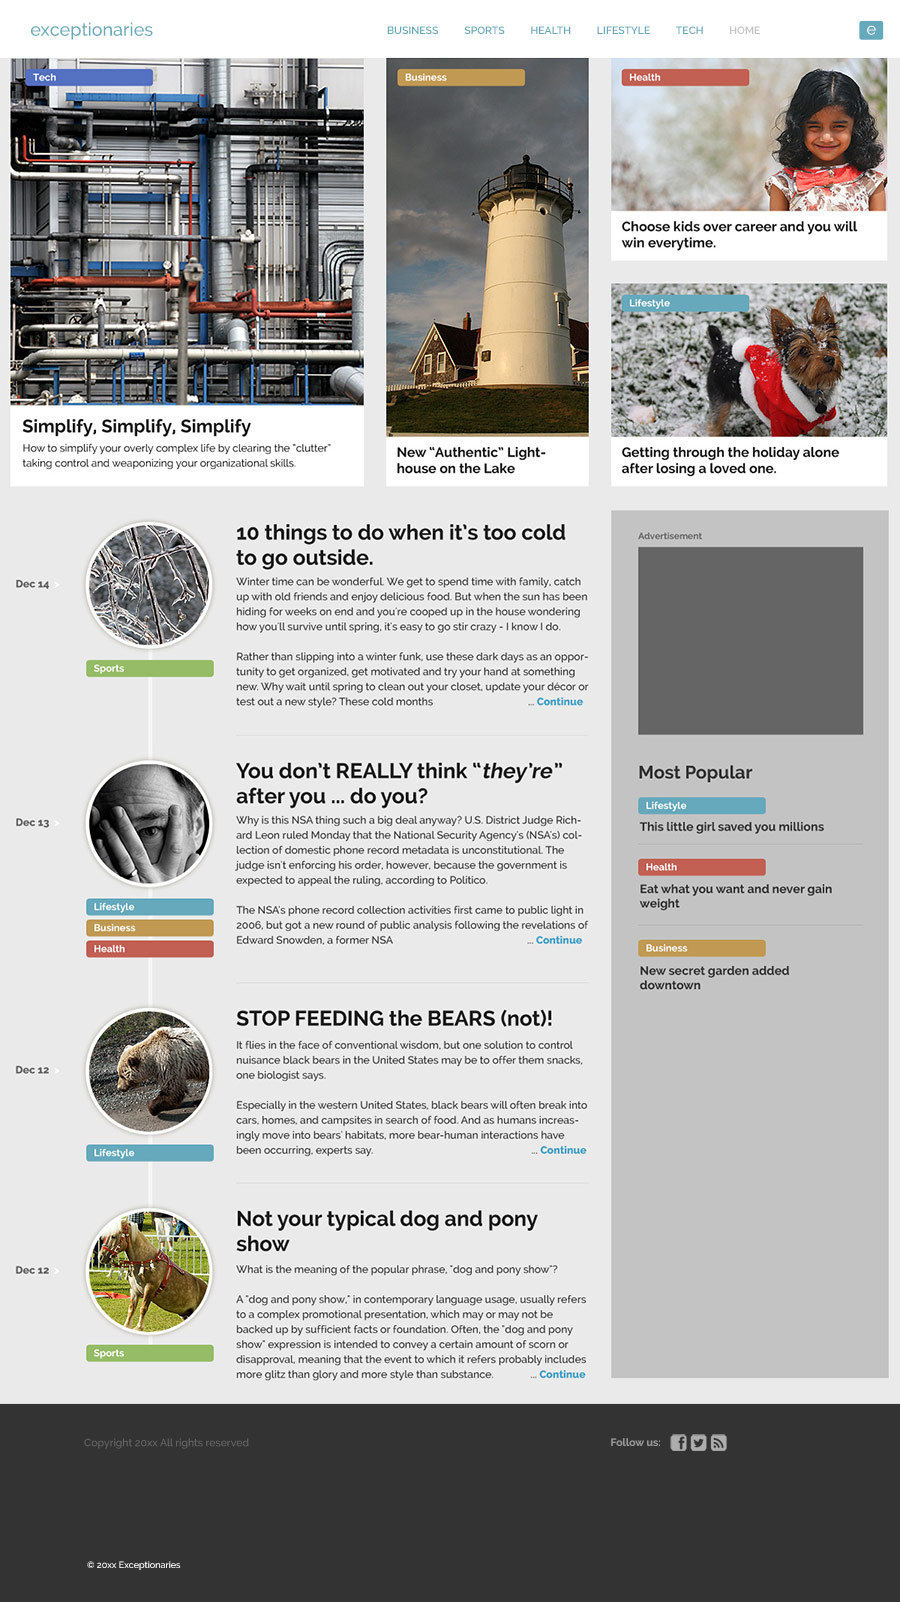 exceptionaries
BUSINESS SPORTS HEALTH LIFESTYLE TECH HOME
e
Tech
Simplify, Simplify, Simplify
How to simplify your overly complex life by clearing the "clutter"
taking control and weaponizing your organizational skills.
Business
New “Authentic” Light-
house on the Lake
Health
Choose kids over career and you will
win everytime.
Lifestyle
Getting through the holiday alone
after losing a loved one.
Dec 14
Sports
10 things to do when it’s too cold
to go outside.
Winter time can be wonderful. We get to spend time with family, catch
up with old friends and enjoy delicious food. But when the sun has been
hiding for weeks on end and you're cooped up in the house wondering
how you'll survive until spring, it's easy to go stir crazy - I know I do.
Rather than slipping into a winter funk, use these dark days as an oppor-
tunity to get organized, get motivated and try your hand at something
new. Why wait until spring to clean out your closet, update your décor or
test out a new style? These cold months ... Continue
Dec 13
Lifestyle
Business
Health
You don’t REALLY think “they’re”
after you ... do you?
Why is this NSA thing such a big deal anyway? U.S. District Judge Rich-
ard Leon ruled Monday that the National Security Agency's (NSA's) col-
lection of domestic phone record metadata is unconstitutional. The
judge isn't enforcing his order, however, because the government is
expected to appeal the ruling, according to Politico.
The NSA's phone record collection activities first came to public light in
2006, but got a new round of public analysis following the revelations of
Edward Snowden, a former NSA ... Continue
Dec 12
Lifestyle
STOP FEEDING the BEARS (not)!
It flies in the face of conventional wisdom, but one solution to control
nuisance black bears in the United States may be to offer them snacks,
one biologist says.
Especially in the western United States, black bears will often break into
cars, homes, and campsites in search of food. And as humans increas-
ingly move into bears' habitats, more bear-human interactions have
been occurring, experts say. ... Continue
Dec 12
Sports
Not your typical dog and pony
show
What is the meaning of the popular phrase, "dog and pony show"?
A "dog and pony show," in contemporary language usage, usually refers
to a complex promotional presentation, which may or may not be
backed up by sufficient facts or foundation. Often, the "dog and pony
show" expression is intended to convey a certain amount of scorn or
disapproval, meaning that the event to which it refers probably includes
more glitz than glory and more style than substance. ... Continue
Advertisement
Most Popular
Lifestyle
This little girl saved you millions
Health
Eat what you want and never gain
weight
Business
New secret garden added
downtown
Copyright 20xx All rights reserved
Follow us:
© 20xx Exceptionaries